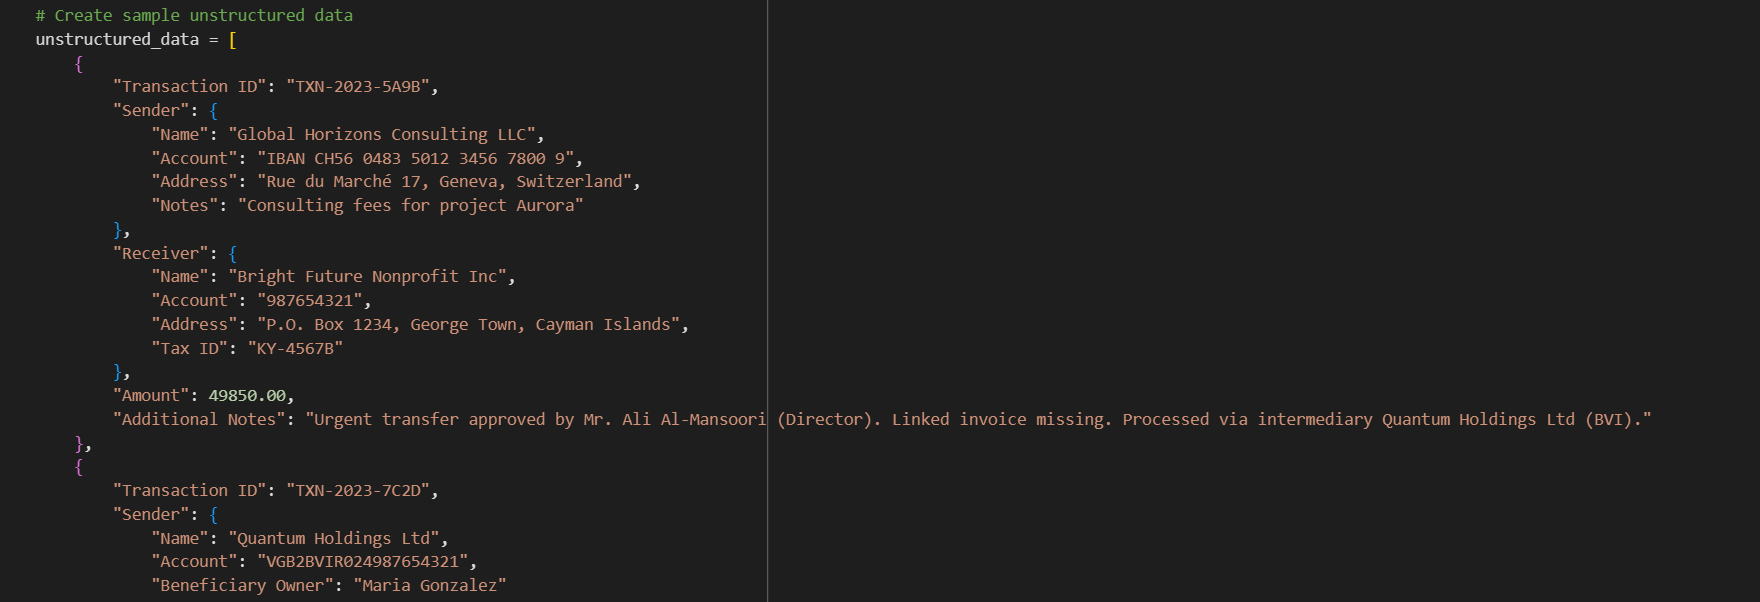 # Create sample unstructured data
unstructured_data = [
{
"Transaction ID": "TXN-2023-5A9B",
"Sender": {
"Name": "Global Horizons Consulting LLC",
"Account": "IBAN CH56 0483 5012 3456 7800 9",
"Address": "Rue du Marché 17, Geneva, Switzerland",
"Notes": "Consulting fees for project Aurora"
},
"Receiver": {
"Name": "Bright Future Nonprofit Inc",
"Account": "987654321",
"Address": "P.O. Box 1234, George Town, Cayman Islands",
"Tax ID": "KY-4567B"
},
"Amount": 49850.00,
"Additional Notes": "Urgent transfer approved by Mr. Ali Al-Mansoori (Director). Linked invoice missing. Processed via intermediary Quantum Holdings Ltd (BVI)."
},
{
"Transaction ID": "TXN-2023-7C2D",
"Sender": {
"Name": "Quantum Holdings Ltd",
"Account": "VGB2BVIR024987654321",
"Beneficiary Owner": "Maria Gonzalez"